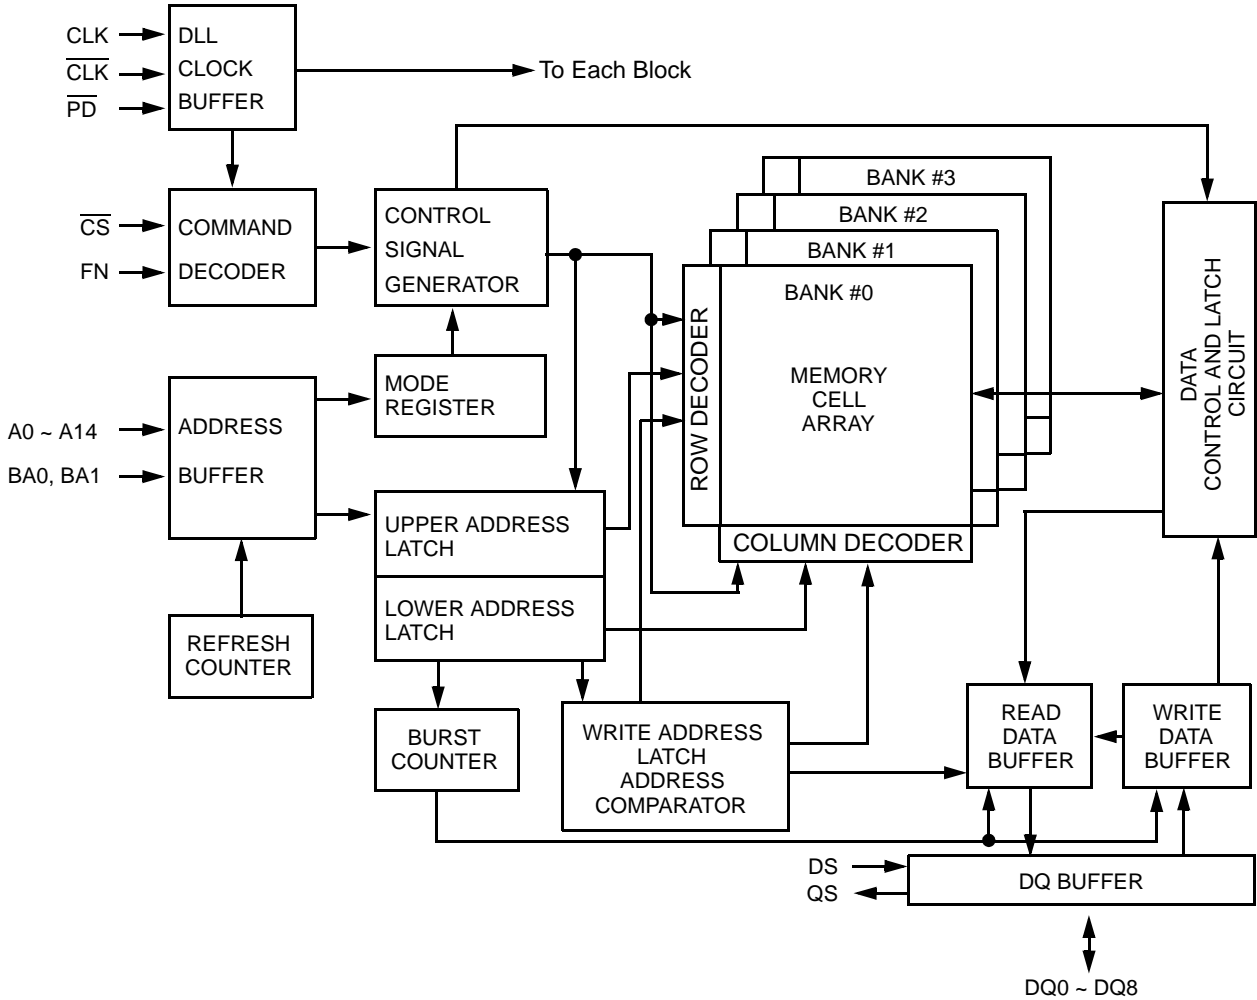 CLK
CLK
PD
DLL
CLOCK
BUFFER
To Each Block
CS
FN
COMMAND
DECODER
CONTROL
SIGNAL
GENERATOR
BANK #3
BANK #2
BANK #1
BANK #0
MEMORY
CELL
ARRAY
ROW DECODER
COLUMN DECODER
DATA
CONTROL AND LATCH
CIRCUIT
MODE
REGISTER
A0 ~ A14
BA0, BA1
ADDRESS
BUFFER
UPPER ADDRESS
LATCH
LOWER ADDRESS
LATCH
REFRESH
COUNTER
BURST
COUNTER
WRITE ADDRESS
LATCH
ADDRESS
COMPARATOR
READ
DATA
BUFFER
WRITE
DATA
BUFFER
DS
QS
DQ BUFFER
DQ0 ~ DQ8